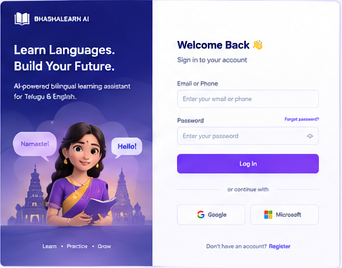 BHASHALEARN AI
Learn Languages.
Build Your Future.
AI-powered bilingual learning assistant
for Telugu & English.
Namaste!
Hello!
Learn • Practice • Grow
Welcome Back 👋
Sign in to your account
Email or Phone
Enter your email or phone
Password
Forgot password?
Enter your password
Log In
or continue with
Google
Microsoft
Don't have an account? Register